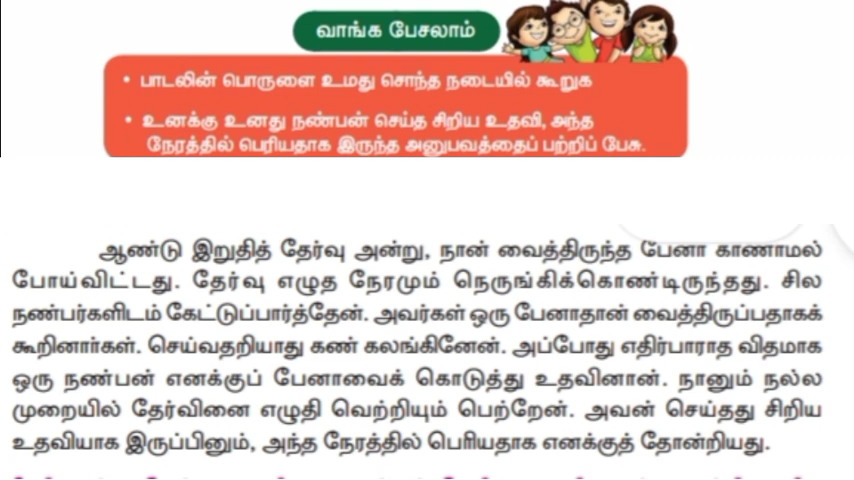 வாங்க பேசலாம்
• பாடலின் பொருளை உமது சொந்த நடையில் கூறுக
• உனக்கு உனது நண்பன் செய்த சிறிய உதவி, அந்த
நேரத்தில் பெரியதாக இருந்த அனுபவத்தைப் பற்றிப் பேசு.
ஆண்டு இறுதித் தேர்வு அன்று, நான் வைத்திருந்த பேனா காணாமல்
போய்விட்டது. தேர்வு எழுத நேரமும் நெருங்கிக்கொண்டிருந்தது. சில
நண்பர்களிடம் கேட்டுப்பார்த்தேன். அவர்கள் ஒரு பேனாதான் வைத்திருப்பதாகக்
கூறினார்கள். செய்வதறியாது கண் கலங்கினேன். அப்போது எதிர்பாராத விதமாக
ஒரு நண்பன் எனக்குப் பேனாவைக் கொடுத்து உதவினான். நானும் நல்ல
முறையில் தேர்வினை எழுதி வெற்றியும் பெற்றேன். அவன் செய்தது சிறிய
உதவியாக இருப்பினும், அந்த நேரத்தில் பெரியதாக எனக்குத் தோன்றியது.